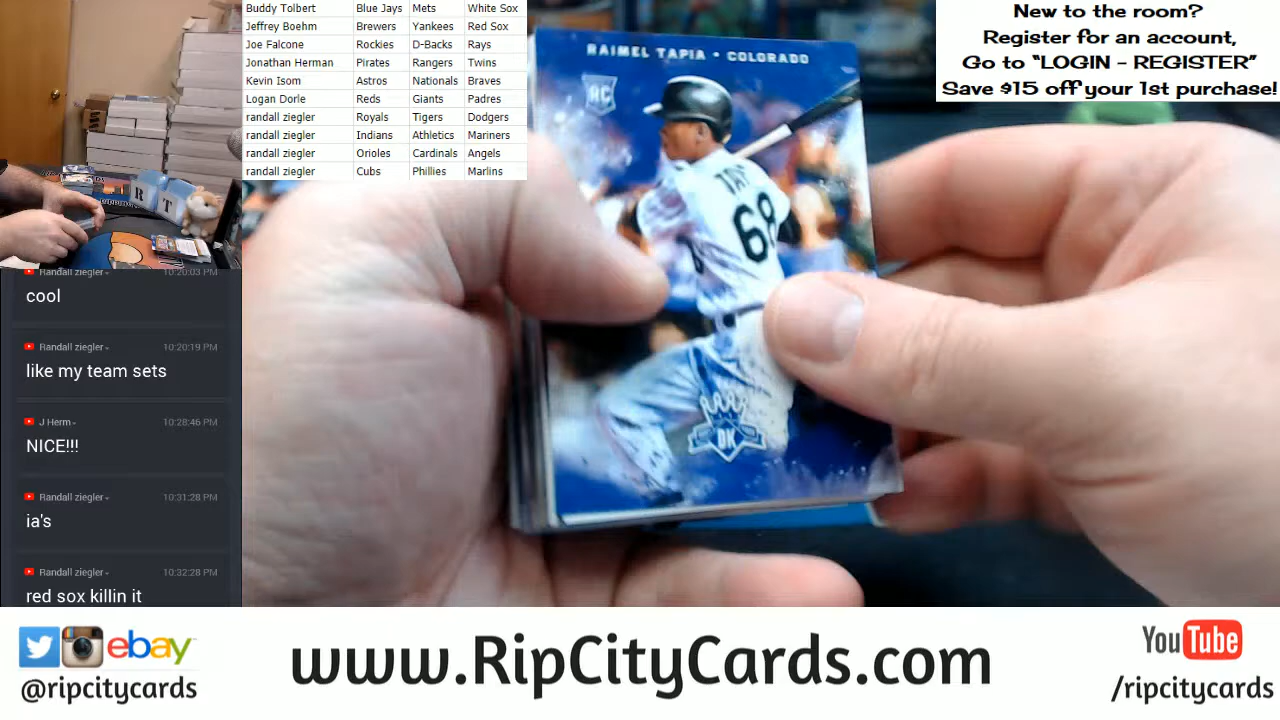 Buddy Tolbert Blue Jays Mets White Sox
Jeffrey Boehm Brewers Yankees Red Sox
Joe Falcone Rockies D-Backs Rays
Jonathan Herman Pirates Rangers Twins
Kevin Isom Astros Nationals Braves
Logan Dorle Reds Giants Padres
randall ziegler Royals Tigers Dodgers
randall ziegler Indians Athletics Mariners
randall ziegler Orioles Cardinals Angels
randall ziegler Cubs Phillies Marlins
New to the room?
Register for an account,
Go to “LOGIN - REGISTER”
Save $15 off your 1st purchase!
RAIMEL TAPIA • COLORADO
RC
68
DK
R T
Randall ziegler 10:20:03 PM
cool
Randall ziegler 10:20:19 PM
like my team sets
J Herm 10:28:46 PM
NICE!!!
Randall ziegler 10:31:28 PM
ia's
Randall ziegler 10:32:28 PM
red sox killin it
ebay
@ripcitycards
www.RipCityCards.com
YouTube
/ripcitycards